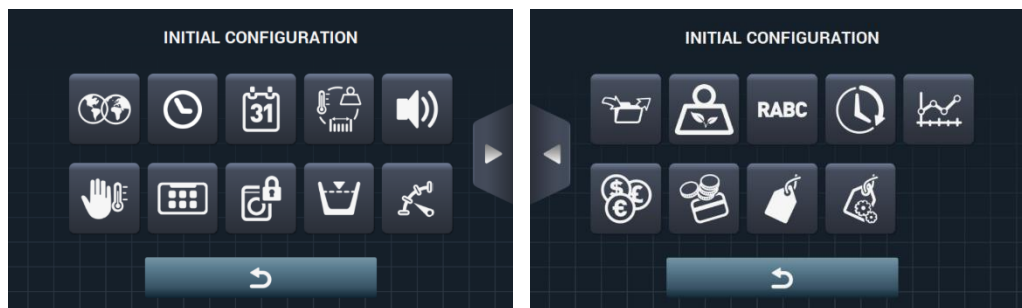 INITIAL CONFIGURATION
31
INITIAL CONFIGURATION
RABC
$
£
€